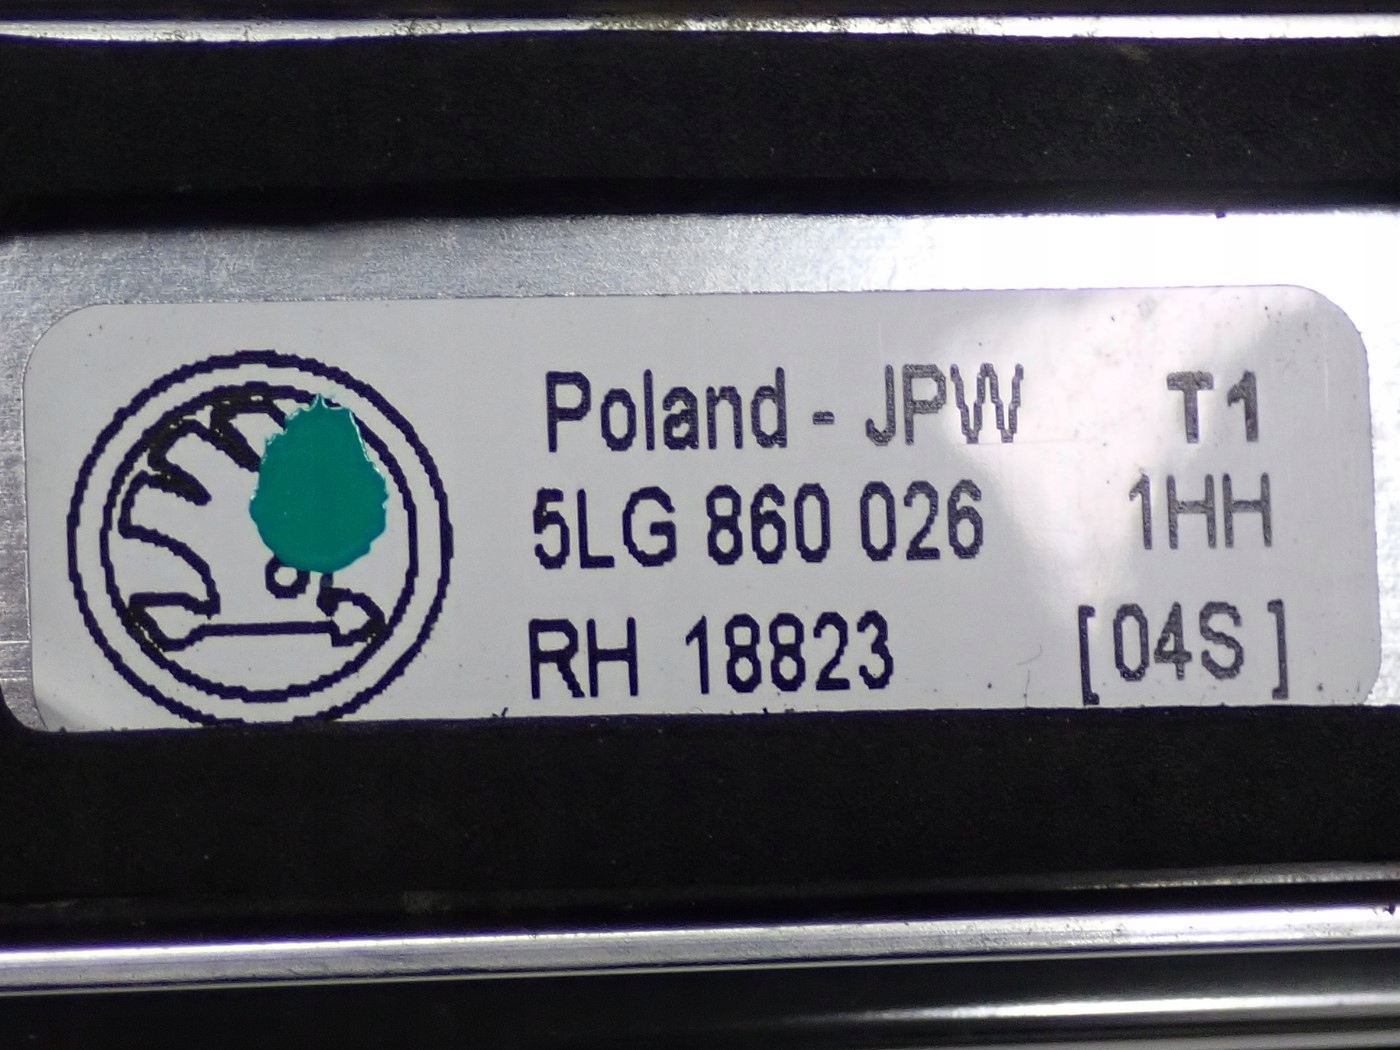 Poland - JPW T1
5LG 860 026 1HH
RH 18823 [04S]